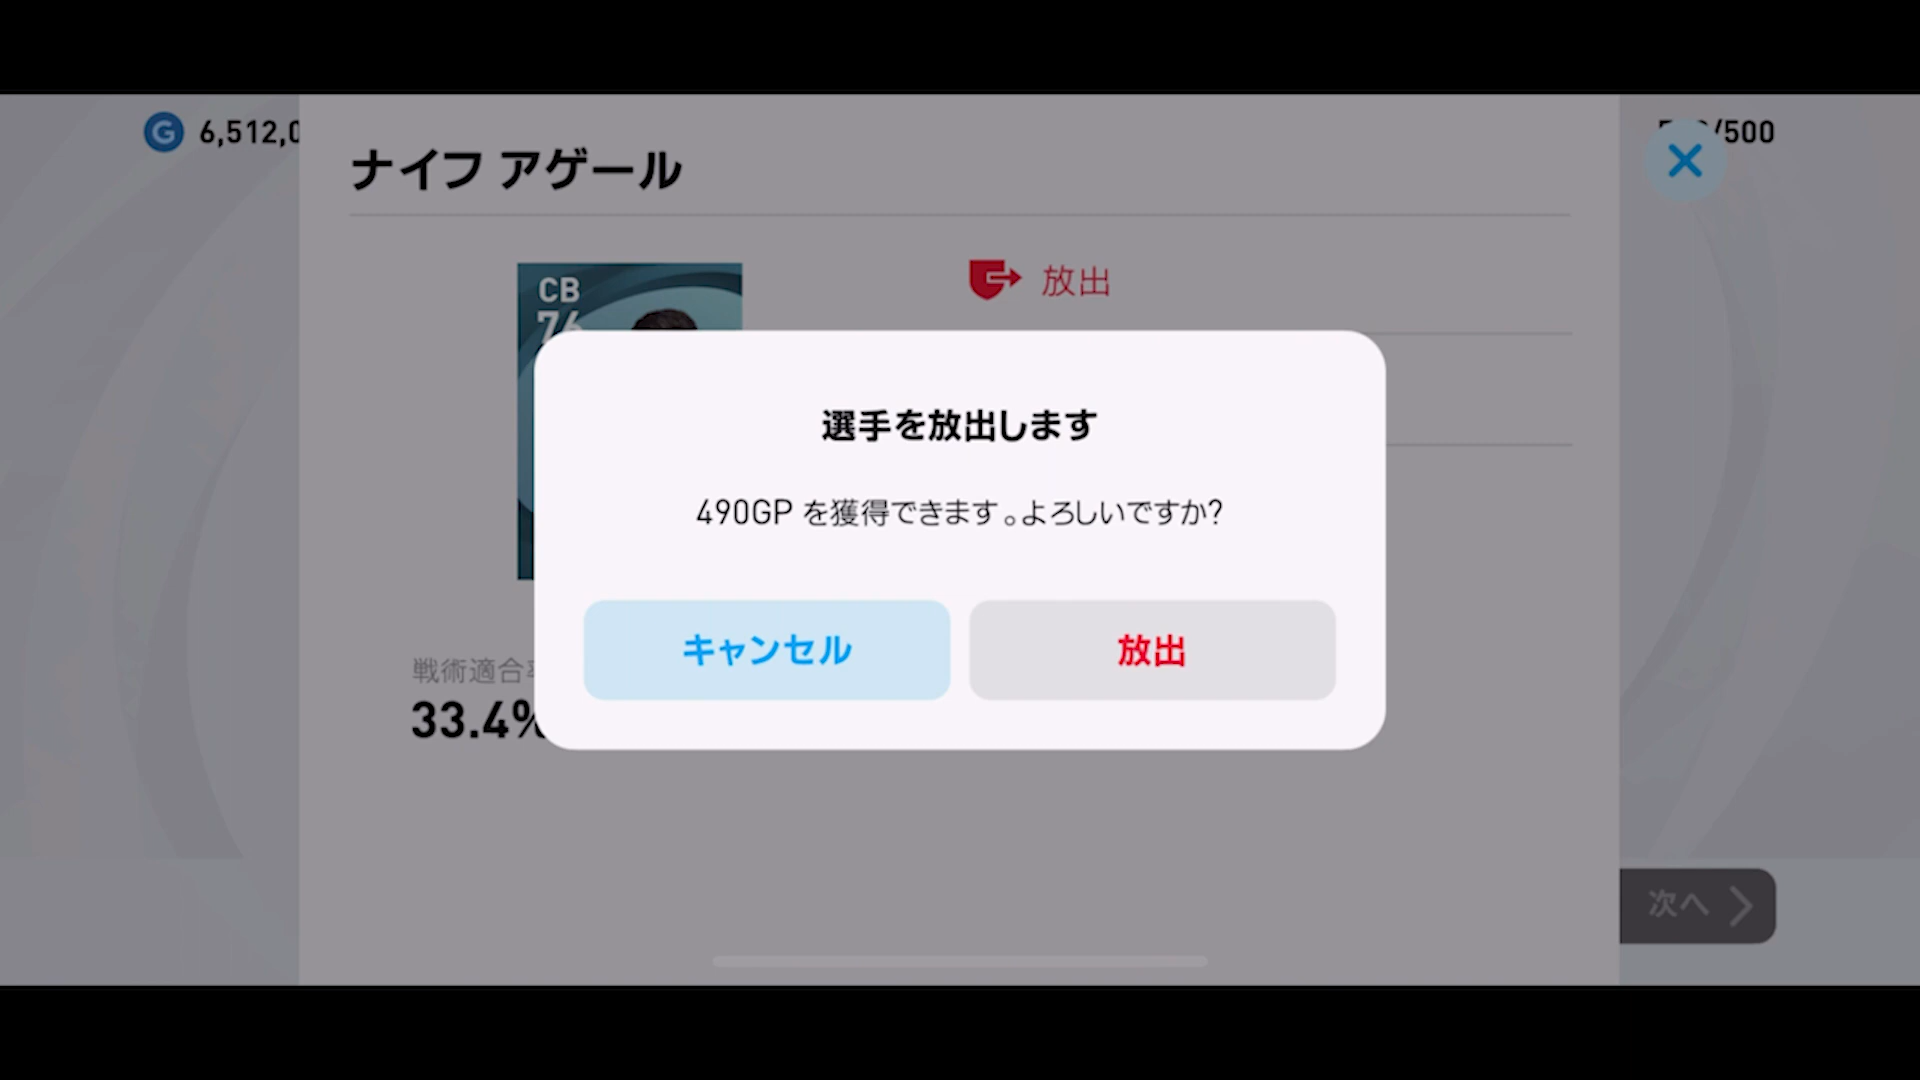 6,512,0
/500
ナイフ アゲール
CB
76
放出
選手を放出します
490GP を獲得できます。よろしいですか?
キャンセル
放出
戦術適合
33.4%
次へ